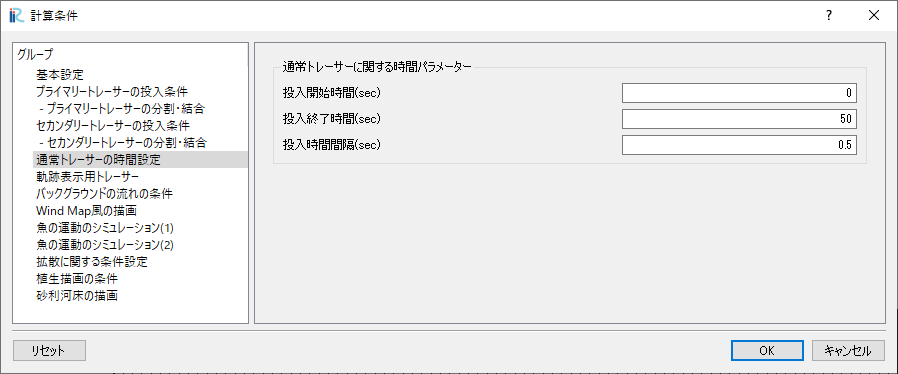 計算条件
グループ
基本設定
プライマリートレーサーの投入条件
- プライマリートレーサーの分割・結合
セカンダリートレーサーの投入条件
- セカンダリートレーサーの分割・結合
通常トレーサーの時間設定
軌跡表示用トレーサー
バックグラウンドの流れの条件
Wind Map風の描画
魚の運動のシミュレーション(1)
魚の運動のシミュレーション(2)
拡散に関する条件設定
植生描画の条件
砂利河床の描画
通常トレーサーに関する時間パラメーター
投入開始時間(sec) 0
投入終了時間(sec) 50
投入時間間隔(sec) 0.5
リセット OK キャンセル